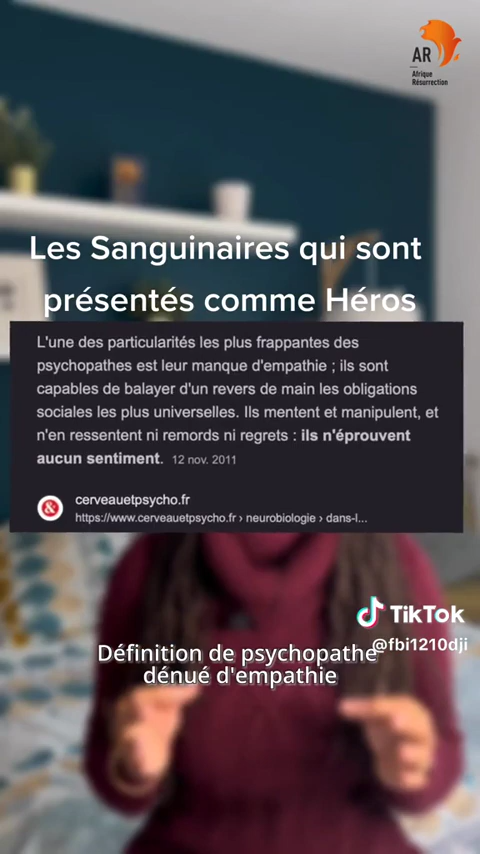 AR
Afrique
Résurrection
Les Sanguinaires qui sont
présentés comme Héros
L'une des particularités les plus frappantes des
psychopathes est leur manque d'empathie ; ils sont
capables de balayer d'un revers de main les obligations
sociales les plus universelles. Ils mentent et manipulent, et
n'en ressentent ni remords ni regrets : ils n'éprouvent
aucun sentiment. 12 nov. 2011
&
cerveauetpsycho.fr
https://www.cerveauetpsycho.fr › neurobiologie › dans-l...
TikTok
@fbi1210dji
Définition de psychopathe
dénué d'empathie